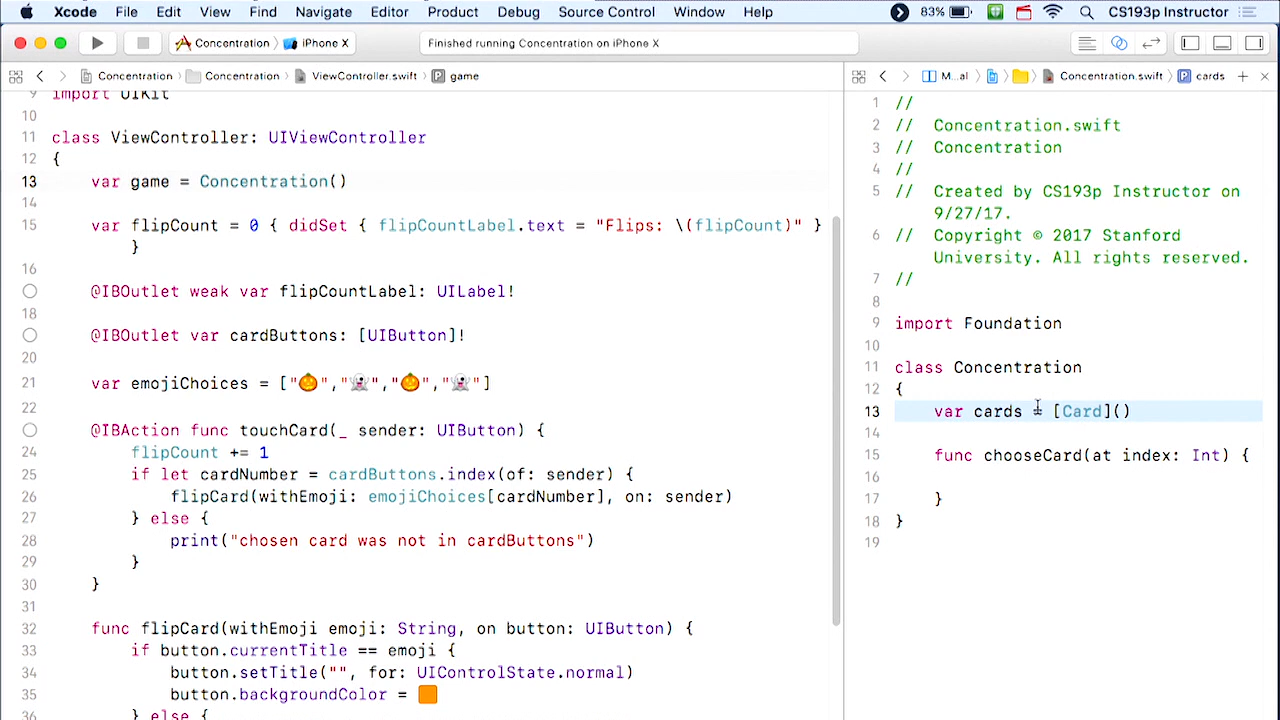 Xcode File Edit View Find Navigate Editor Product Debug Source Control Window Help 83% CS193p Instructor
Concentration iPhone X Finished running Concentration on iPhone X
Concentration Concentration ViewController.swift P game
9 import UIKit
10
11 class ViewController: UIViewController
12 {
13 var game = Concentration()
14
15 var flipCount = 0 { didSet { flipCountLabel.text = "Flips: \(flipCount)" }
}
16
@IBOutlet weak var flipCountLabel: UILabel!
18
@IBOutlet var cardButtons: [UIButton]!
20
21 var emojiChoices = ["🎃","👻","🎃","👻"]
22
@IBAction func touchCard(_ sender: UIButton) {
24 flipCount += 1
25 if let cardNumber = cardButtons.index(of: sender) {
26 flipCard(withEmoji: emojiChoices[cardNumber], on: sender)
27 } else {
28 print("chosen card was not in cardButtons")
29 }
30 }
31
32 func flipCard(withEmoji emoji: String, on button: UIButton) {
33 if button.currentTitle == emoji {
34 button.setTitle("", for: UIControlState.normal)
35 button.backgroundColor = 🟧
36 } else {
M...al Concentration.swift P cards
1 //
2 // Concentration.swift
3 // Concentration
4 //
5 // Created by CS193p Instructor on
9/27/17.
6 // Copyright © 2017 Stanford
University. All rights reserved.
7 //
8
9 import Foundation
10
11 class Concentration
12 {
13 var cards = [Card]()
14
15 func chooseCard(at index: Int) {
16
17 }
18 }
19